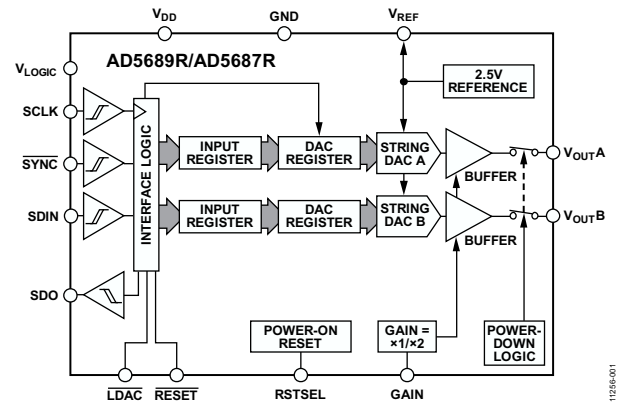 VDD
GND
VREF
AD5689R/AD5687R
VLOGIC
2.5V
REFERENCE
SCLK
SYNC
SDIN
SDO
INTERFACE LOGIC
INPUT
REGISTER
DAC
REGISTER
STRING
DAC A
BUFFER
VOUTA
INPUT
REGISTER
DAC
REGISTER
STRING
DAC B
BUFFER
VOUTB
POWER-ON
RESET
GAIN =
×1/×2
POWER-
DOWN
LOGIC
LDAC
RESET
RSTSEL
GAIN
11256-001